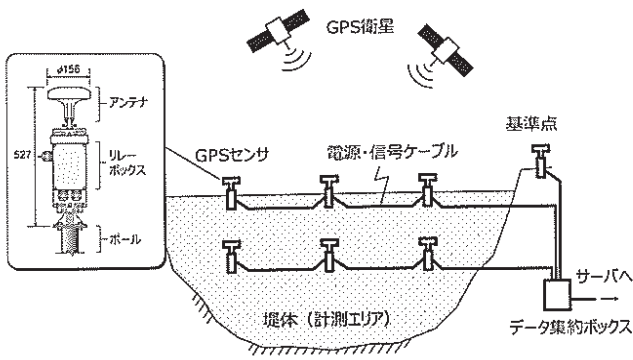 GPS衛星
φ156
アンテナ
527
リレー
ボックス
ポール
GPSセンサ
電源・信号ケーブル
基準点
サーバへ
データ集約ボックス
堤体（計測エリア）